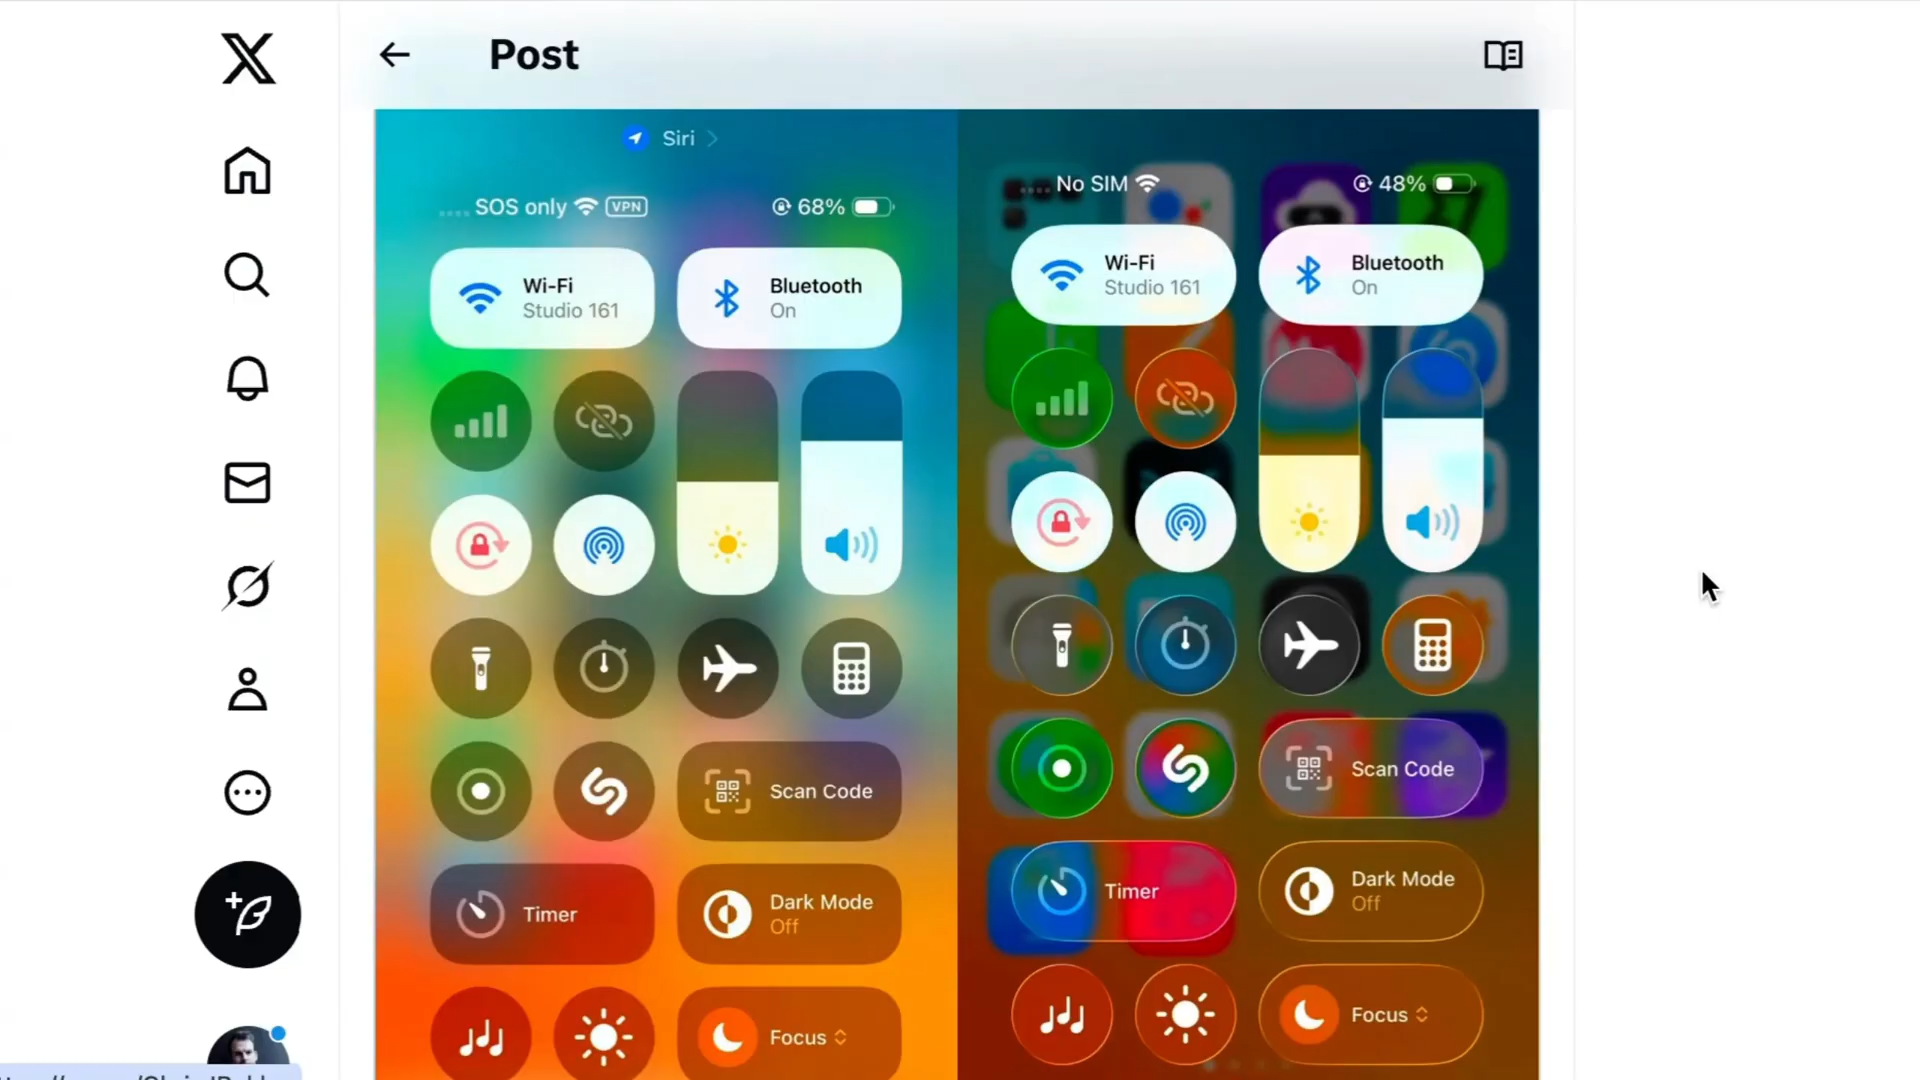 Post
Siri
SOS only VPN
68%
Wi-Fi
Studio 161
Bluetooth
On
Scan Code
Timer
Dark Mode
Off
Focus
No SIM
48%
Wi-Fi
Studio 161
Bluetooth
On
Scan Code
Timer
Dark Mode
Off
Focus